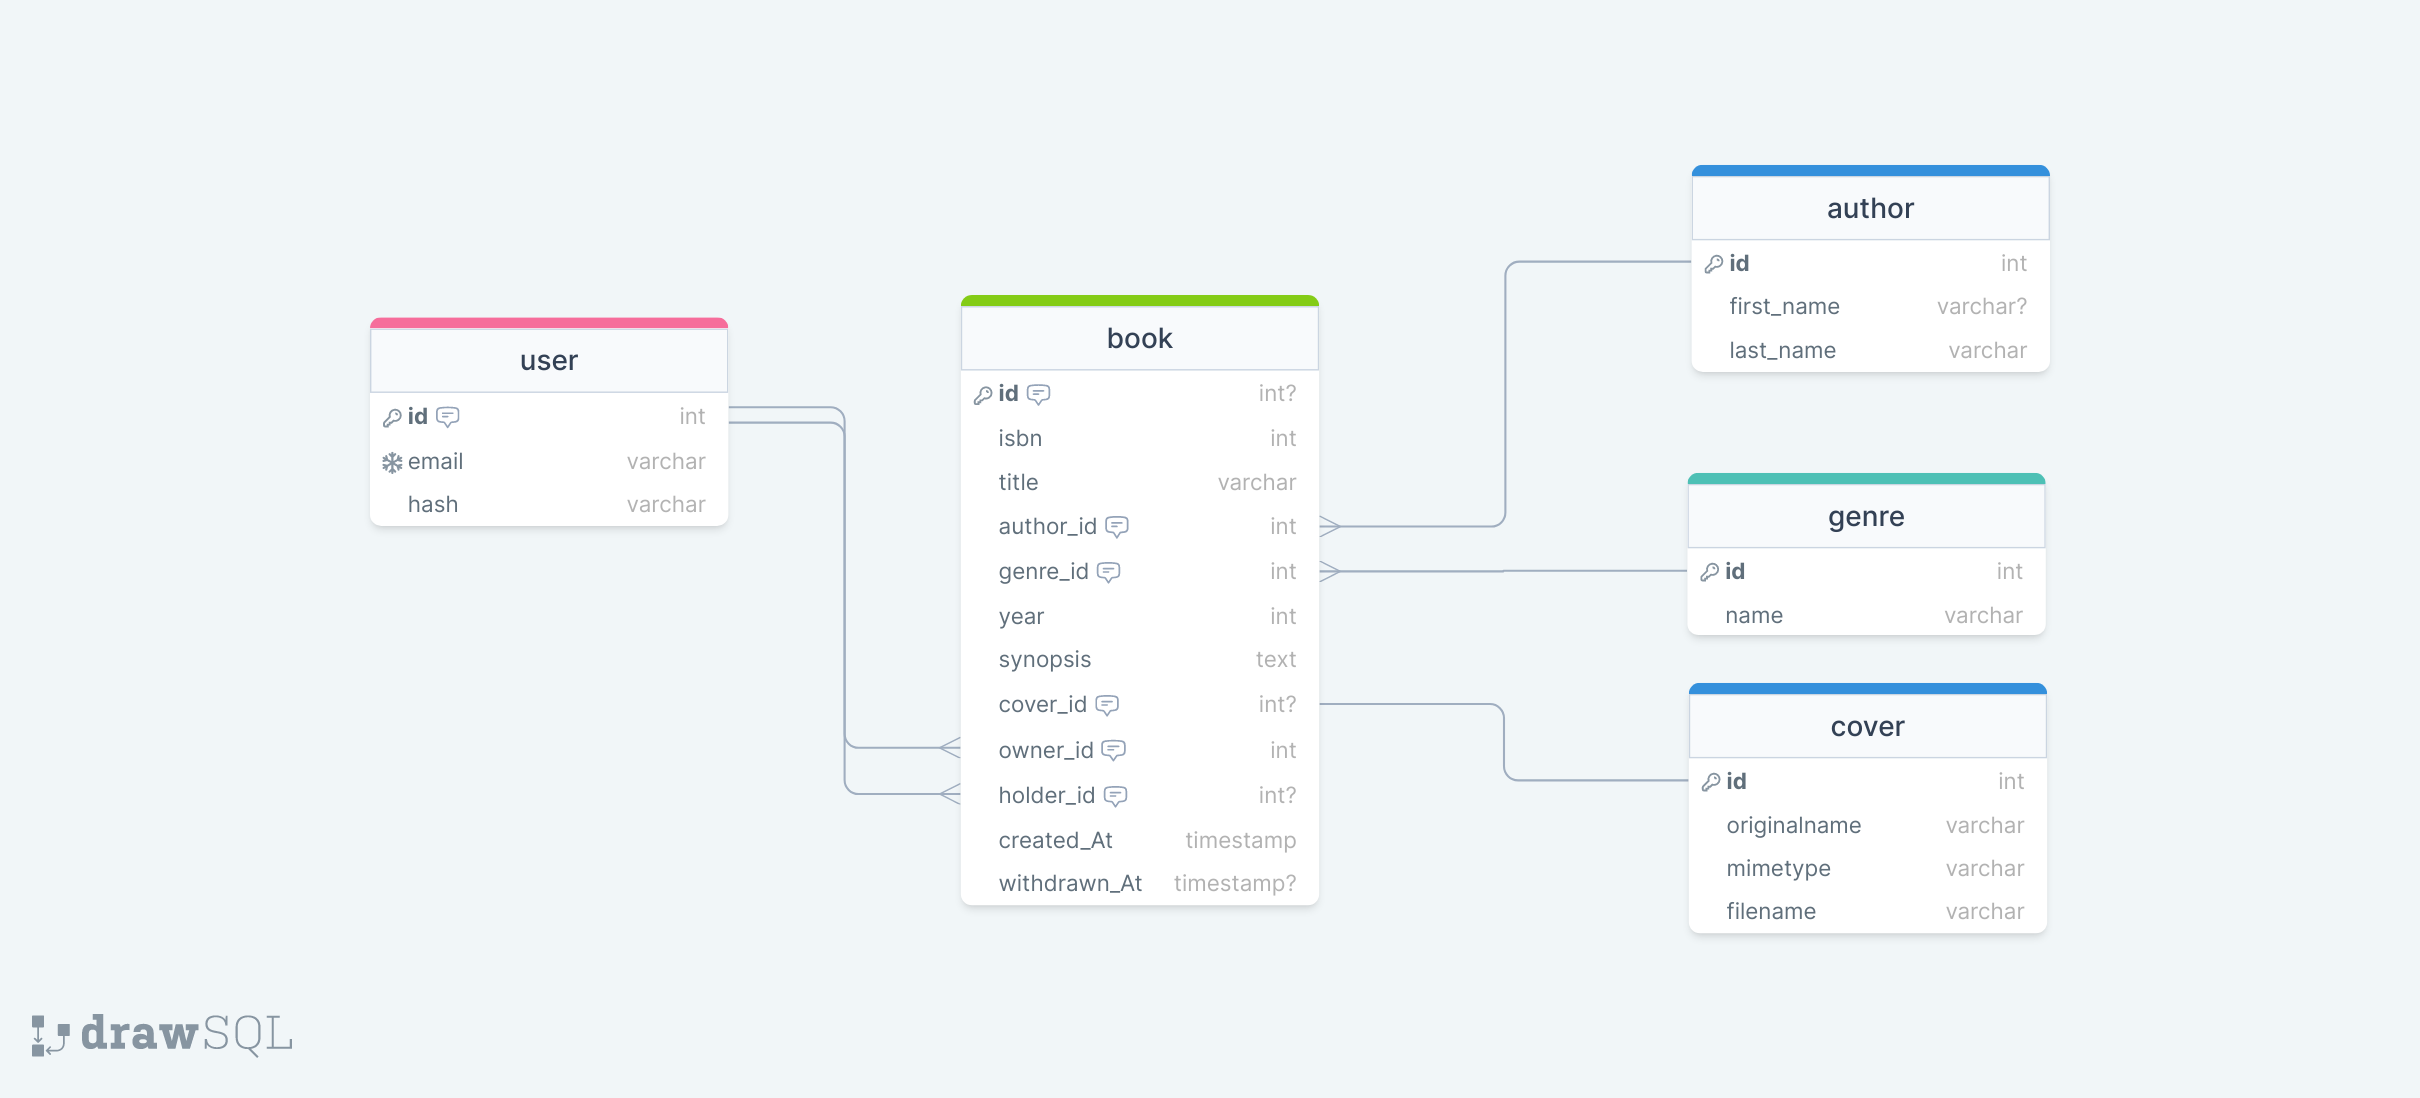 user
id int
email varchar
hash varchar
book
id int?
isbn int
title varchar
author_id int
genre_id int
year int
synopsis text
cover_id int?
owner_id int
holder_id int?
created_At timestamp
withdrawn_At timestamp?
author
id int
first_name varchar?
last_name varchar
genre
id int
name varchar
cover
id int
originalname varchar
mimetype varchar
filename varchar
drawSQL